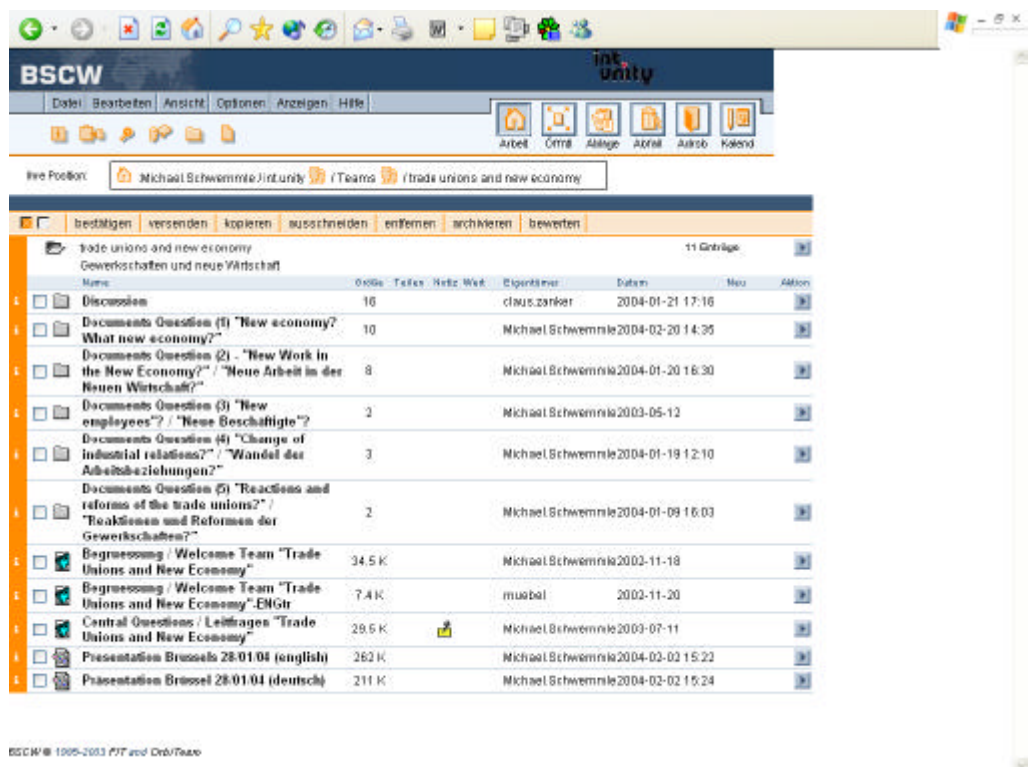 int.unity
BSCW
Datei Bearbeiten Ansicht Optionen Anzeigen Hilfe
Arbeit Öffntl Ablage Abfall Adrsb Kalend
Ihre Position: :Michael.Schwemmle / int.unity / Teams / trade unions and new economy
bestätigen versenden kopieren ausschneiden entfernen archivieren bewerten
trade unions and new economy 11 Einträge
Gewerkschaften und neue Wirtschaft
Name Größe Teilen Notiz Wert Eigentümer Datum Neu Aktion
Discussion 16 claus.zanker 2004-01-21 17:16
Documents Question (1) "New economy?
What new economy?" 10 Michael.Schwemmle 2004-02-20 14:35
Documents Question (2) - "New Work in
the New Economy?" / "Neue Arbeit in der
Neuen Wirtschaft?" 8 Michael.Schwemmle 2004-01-20 16:30
Documents Question (3) "New
employees"? / "Neue Beschäftigte"? 2 Michael.Schwemmle 2003-05-12
Documents Question (4) "Change of
industrial relations?" / "Wandel der
Arbeitsbeziehungen?" 3 Michael.Schwemmle 2004-01-19 12:10
Documents Question (5) "Reactions and
reforms of the trade unions?" /
"Reaktionen und Reformen der
Gewerkschaften?" 2 Michael.Schwemmle 2004-01-09 16:03
Begruessung / Welcome Team "Trade
Unions and New Economy" 34.5 K Michael.Schwemmle 2002-11-18
Begruessung / Welcome Team "Trade
Unions and New Economy"-ENGtr 7.4 K muebel 2002-11-20
Central Questions / Leitfragen "Trade
Unions and New Economy" 29.5 K Michael.Schwemmle 2003-07-11
Presentation Brussels 28/01/04 (english) 262 K Michael.Schwemmle 2004-02-02 15:22
Präsentation Brüssel 28/01/04 (deutsch) 211 K Michael.Schwemmle 2004-02-02 15:24
BSCW © 1995-2003 FIT and OrbiTeam